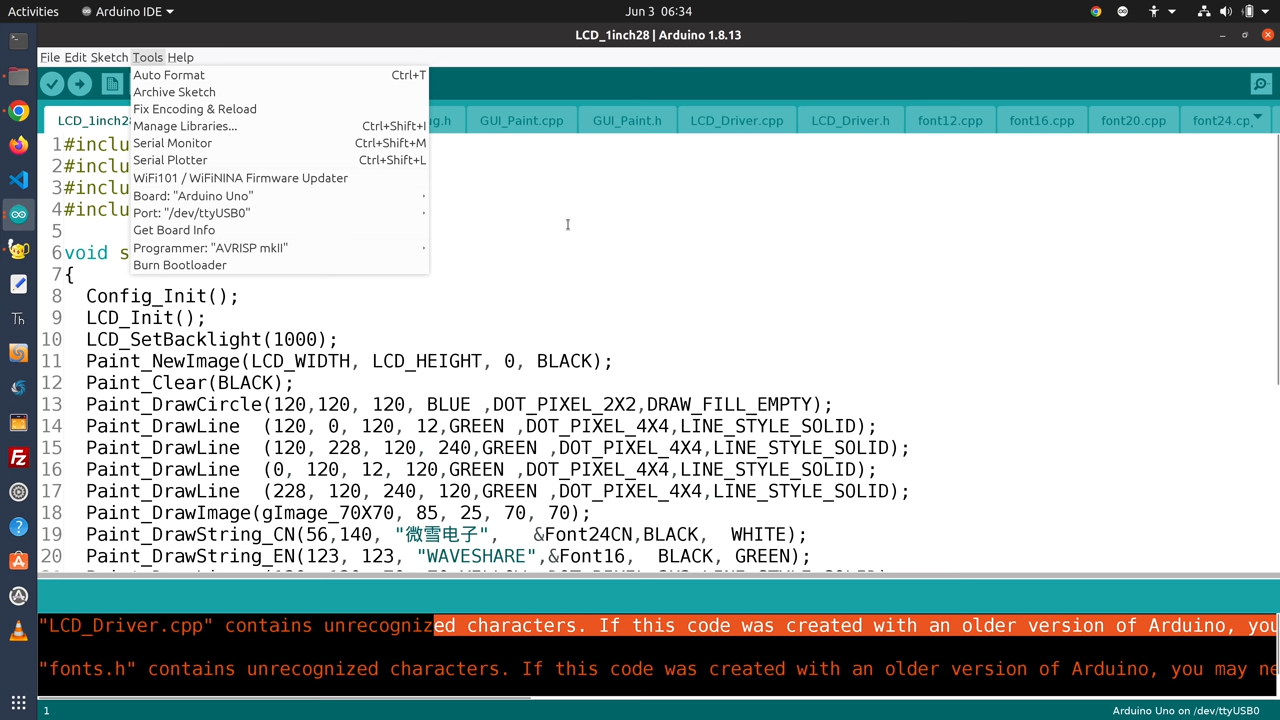 Activities Arduino IDE Jun 3 06:34
LCD_1inch28 | Arduino 1.8.13
File Edit Sketch Tools Help
Auto Format Ctrl+T
Archive Sketch
Fix Encoding & Reload
Manage Libraries... Ctrl+Shift+I
Serial Monitor Ctrl+Shift+M
Serial Plotter Ctrl+Shift+L
WiFi101 / WiFiNINA Firmware Updater
Board: "Arduino Uno"
Port: "/dev/ttyUSB0"
Get Board Info
Programmer: "AVRISP mkII"
Burn Bootloader
LCD_1inch28 ug.h GUI_Paint.cpp GUI_Paint.h LCD_Driver.cpp LCD_Driver.h font12.cpp font16.cpp font20.cpp font24.cp
1 #inclu
2 #inclu
3 #inclu
4 #inclu
5
6 void s
7 {
8 Config_Init();
9 LCD_Init();
10 LCD_SetBacklight(1000);
11 Paint_NewImage(LCD_WIDTH, LCD_HEIGHT, 0, BLACK);
12 Paint_Clear(BLACK);
13 Paint_DrawCircle(120,120, 120, BLUE ,DOT_PIXEL_2X2,DRAW_FILL_EMPTY);
14 Paint_DrawLine (120, 0, 120, 12,GREEN ,DOT_PIXEL_4X4,LINE_STYLE_SOLID);
15 Paint_DrawLine (120, 228, 120, 240,GREEN ,DOT_PIXEL_4X4,LINE_STYLE_SOLID);
16 Paint_DrawLine (0, 120, 12, 120,GREEN ,DOT_PIXEL_4X4,LINE_STYLE_SOLID);
17 Paint_DrawLine (228, 120, 240, 120,GREEN ,DOT_PIXEL_4X4,LINE_STYLE_SOLID);
18 Paint_DrawImage(gImage_70X70, 85, 25, 70, 70);
19 Paint_DrawString_CN(56,140, "微雪电子", &Font24CN,BLACK, WHITE);
20 Paint_DrawString_EN(123, 123, "WAVESHARE",&Font16, BLACK, GREEN);
"LCD_Driver.cpp" contains unrecognized characters. If this code was created with an older version of Arduino, you
"fonts.h" contains unrecognized characters. If this code was created with an older version of Arduino, you may ne
1 Arduino Uno on /dev/ttyUSB0